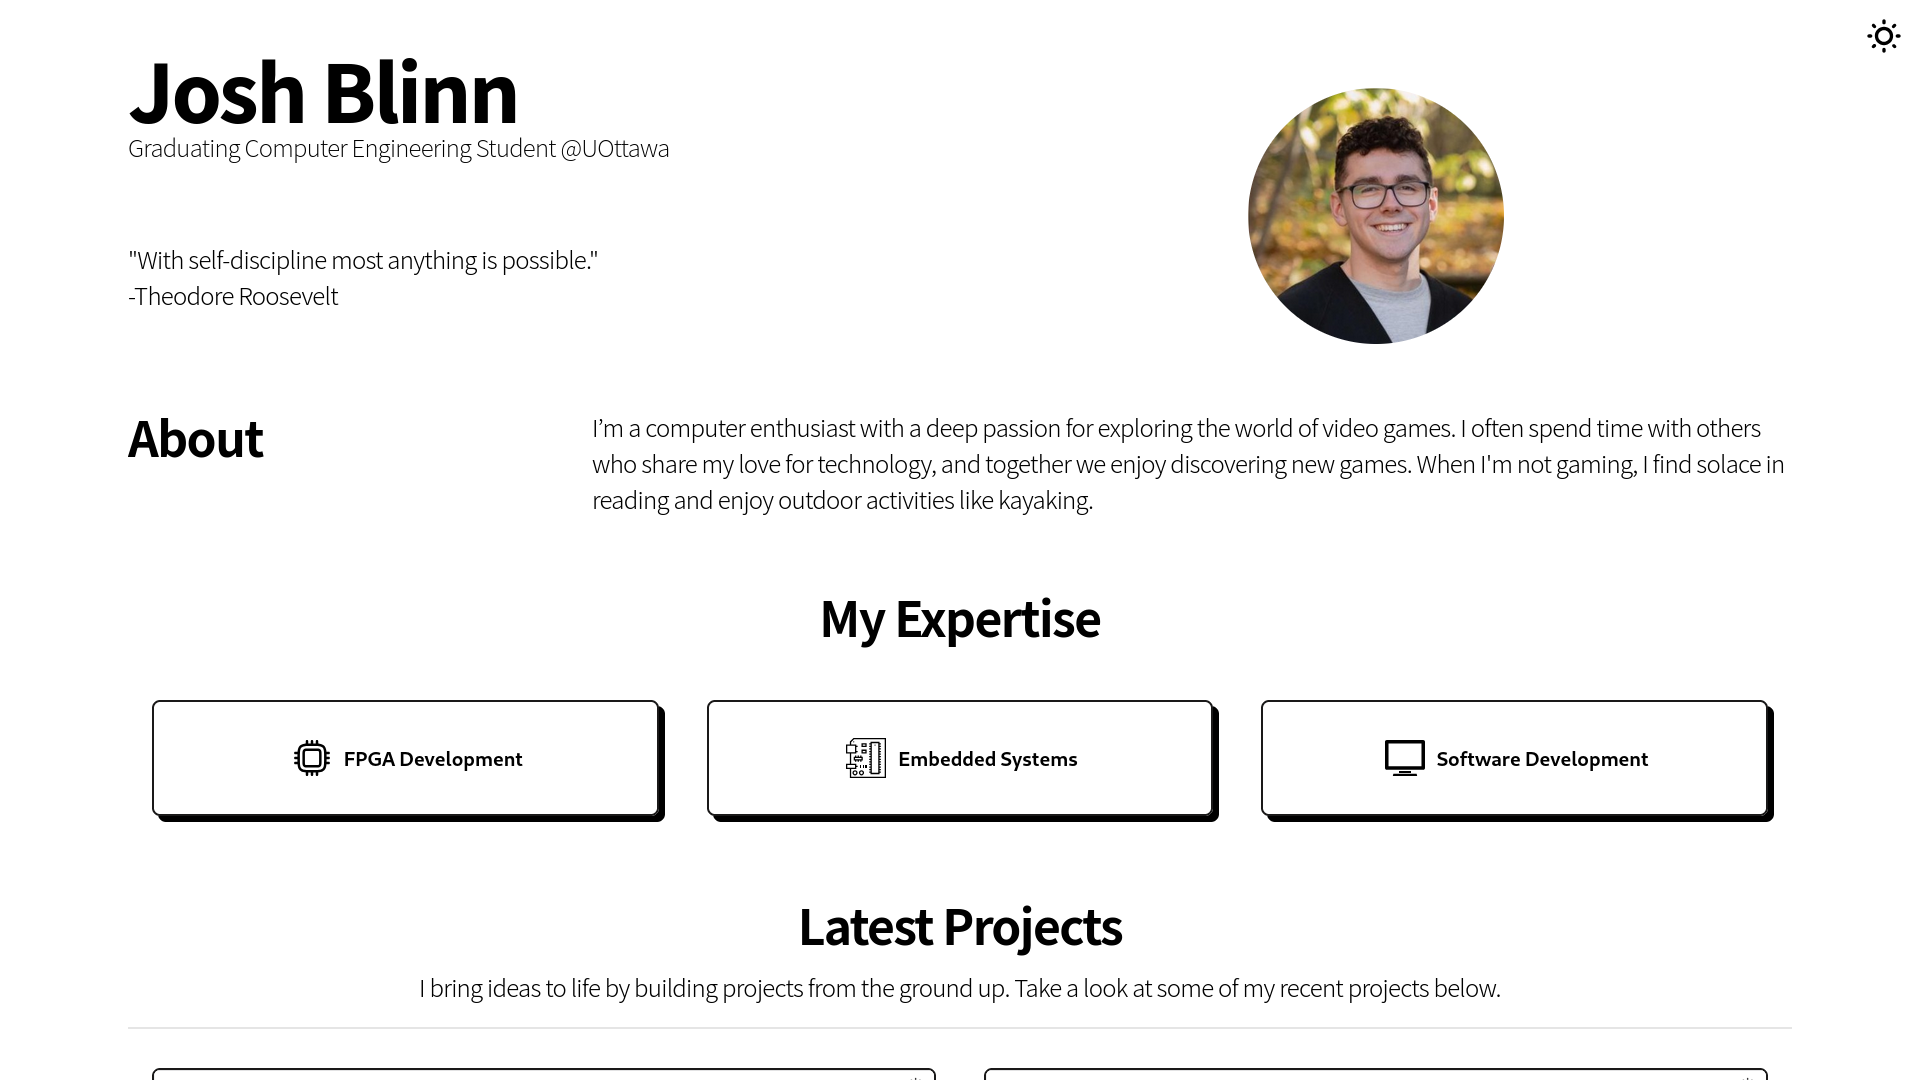 Josh Blinn
Graduating Computer Engineering Student @UOttawa
"With self-discipline most anything is possible."
-Theodore Roosevelt
About
I’m a computer enthusiast with a deep passion for exploring the world of video games. I often spend time with others
who share my love for technology, and together we enjoy discovering new games. When I'm not gaming, I find solace in
reading and enjoy outdoor activities like kayaking.
My Expertise
FPGA Development
Embedded Systems
Software Development
Latest Projects
I bring ideas to life by building projects from the ground up. Take a look at some of my recent projects below.